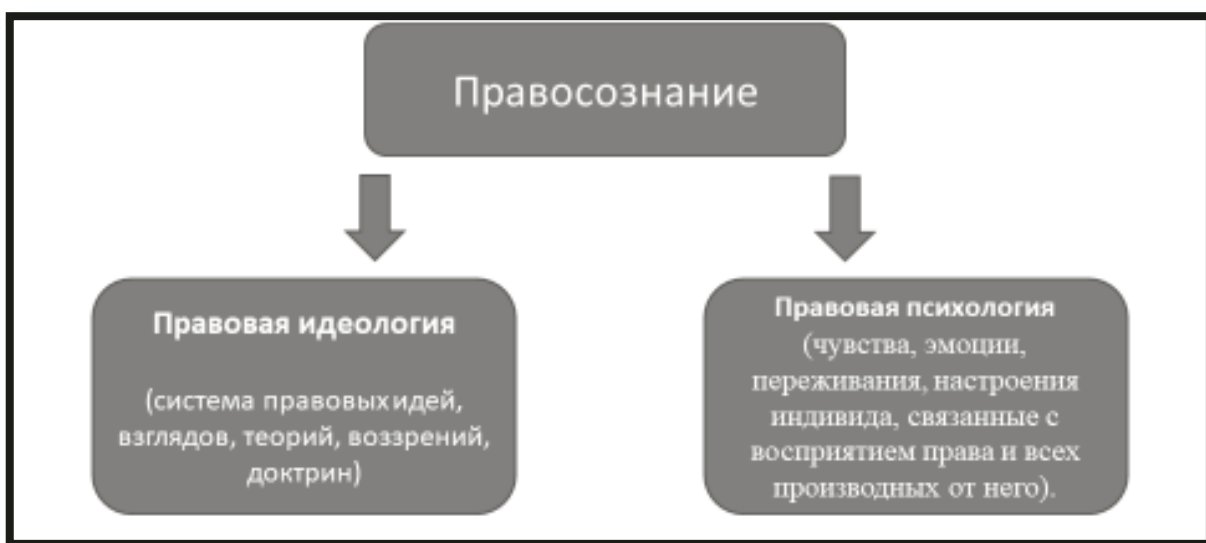 Правосознание
Правовая идеология
(система правовых идей,
взглядов, теорий, воззрений,
доктрин)
Правовая психология
(чувства, эмоции,
переживания, настроения
индивида, связанные с
восприятием права и всех
производных от него).